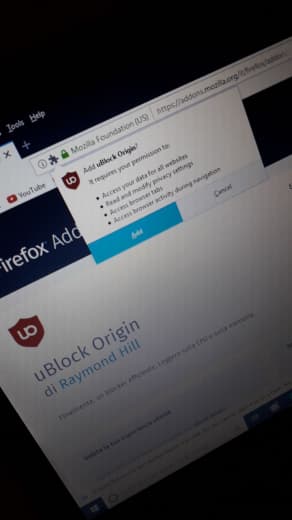 Tools Help
Mozilla Foundation (US) https://addons.mozilla.org/it/firefox/addon/
YouTube
Add uBlock Origin?
It requires your permission to:
• Access your data for all websites
• Read and modify privacy settings
• Access browser tabs
• Access browser activity during navigation
Add Cancel
irefox Add
uBlock Origin
di Raymond Hill
Finalmente, un blocker efficiente. Leggero sulla CPU e sulla memoria.